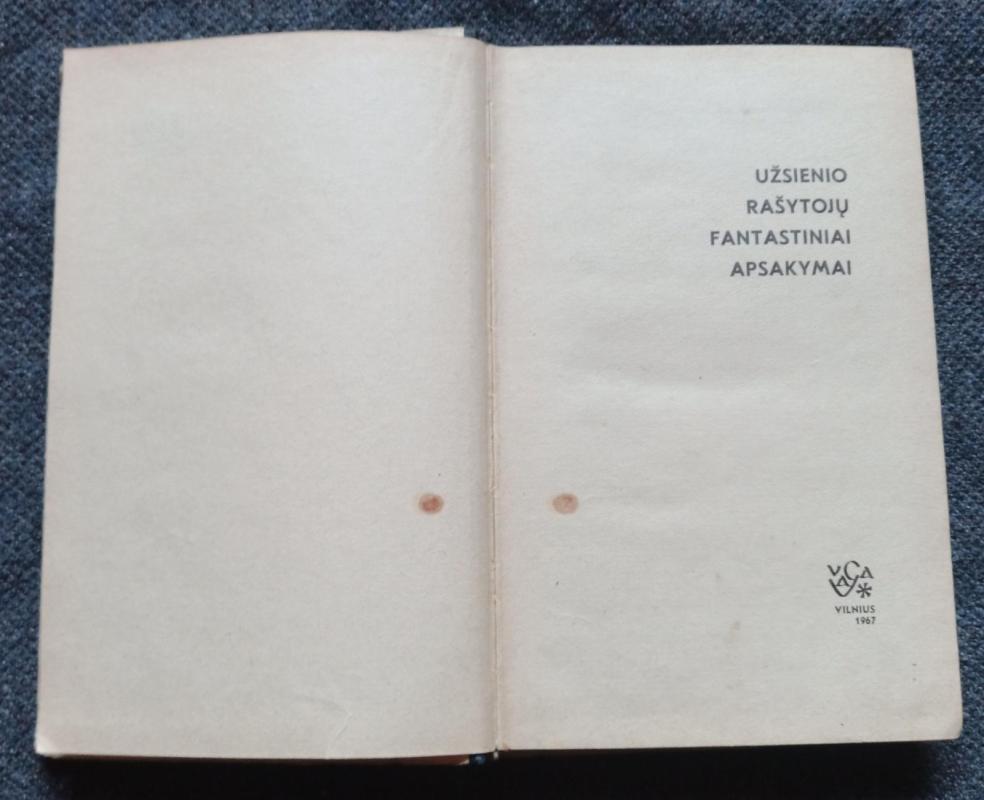 UŽSIENIO
RAŠYTOJŲ
FANTASTINIAI
APSAKYMAI
VAGA
VILNIUS
1967